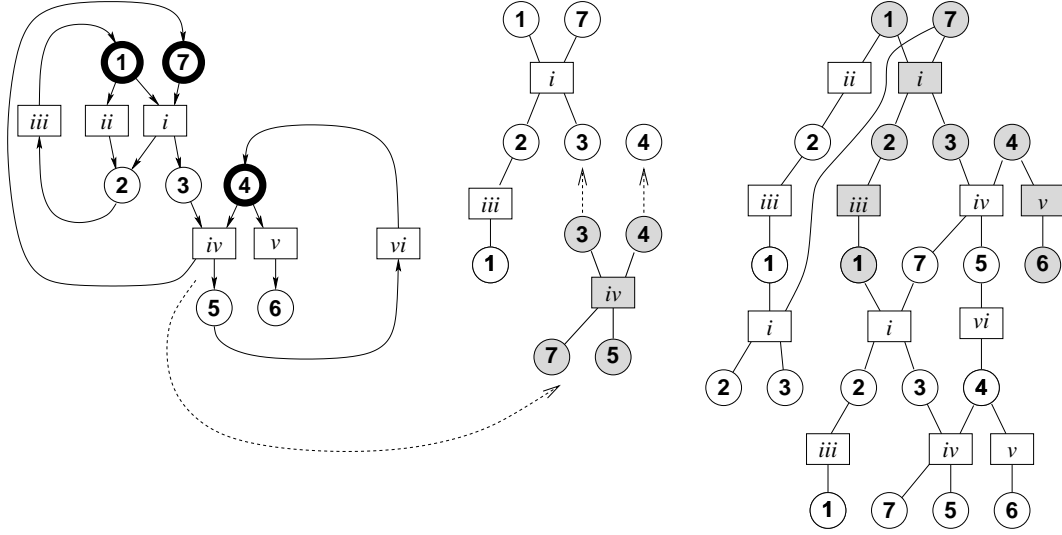 1 7
iii ii i
2 3 4
iv v vi
5 6
1 7
i
2 3 4
iii
3 4
1
iv
7 5
1 7
ii i
2 2 3 4
iii iii iv v
1 1 7 5 6
i i vi
2 3 2 3 4
iii iv v
1 7 5 6